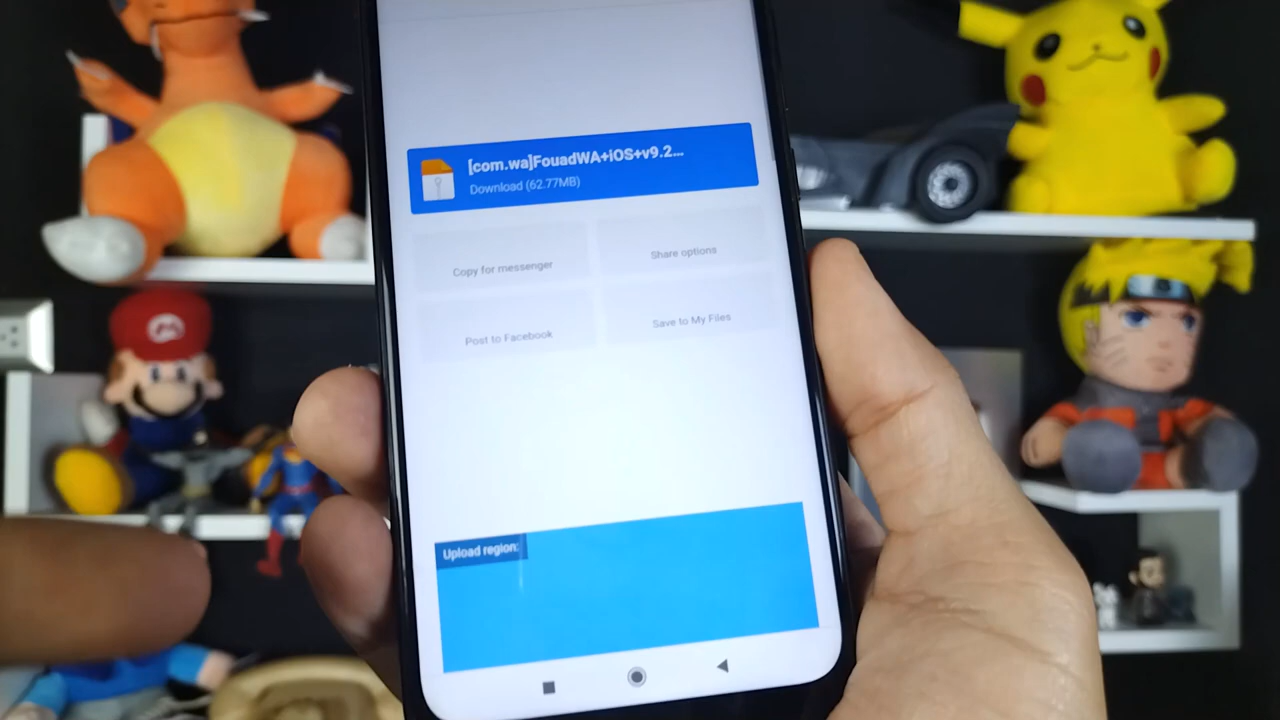 [com.wa]FouadWA+iOS+v9.2...
Download (62.77MB)
Copy for messenger
Share options
Post to Facebook
Save to My Files
Upload region:
M